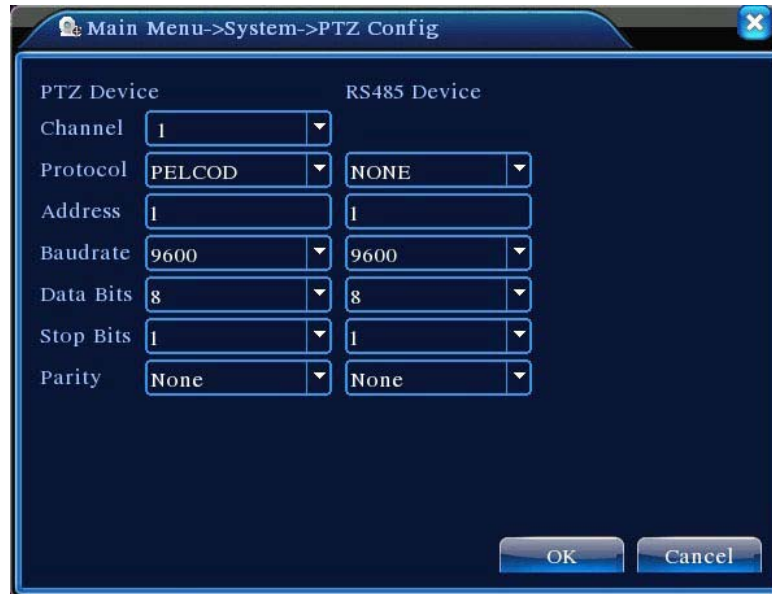 Main Menu->System->PTZ Config
PTZ Device RS485 Device
Channel 1
Protocol PELCOD NONE
Address 1 1
Baudrate 9600 9600
Data Bits 8 8
Stop Bits 1 1
Parity None None
OK Cancel